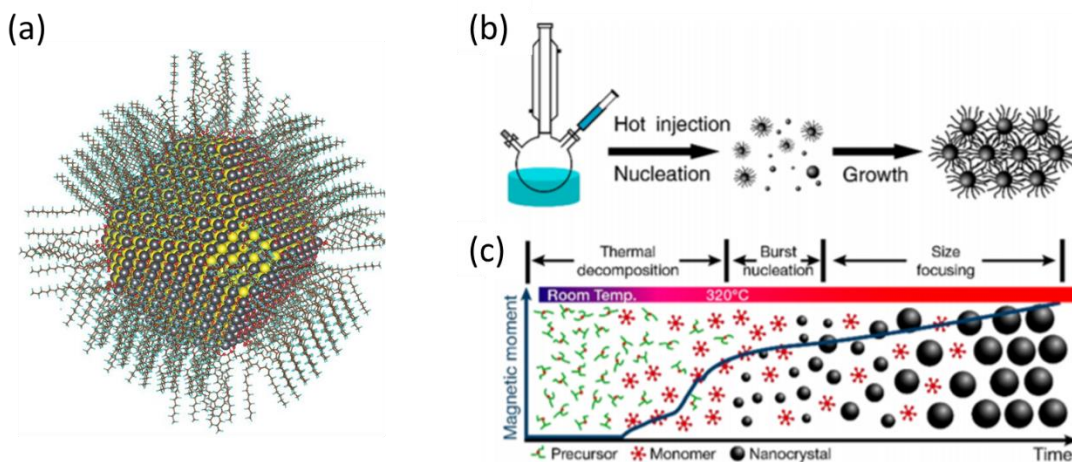 (a)
(b)
Hot injection
Nucleation
Growth
(c)
Thermal
decomposition
Burst
nucleation
Size
focusing
Room Temp.
320°C
Magnetic moment
Precursor
Monomer
Nanocrystal
Time